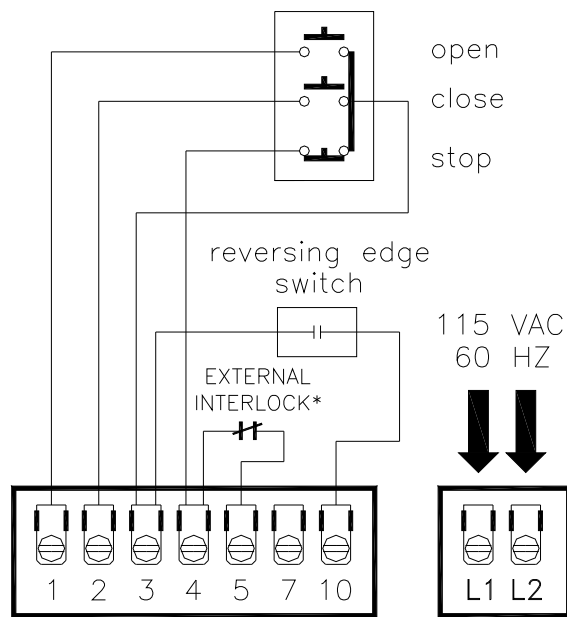 open
close
stop
reversing edge
switch
115 VAC
60 HZ
EXTERNAL
INTERLOCK*
1 2 3 4 5 7 10
L1 L2